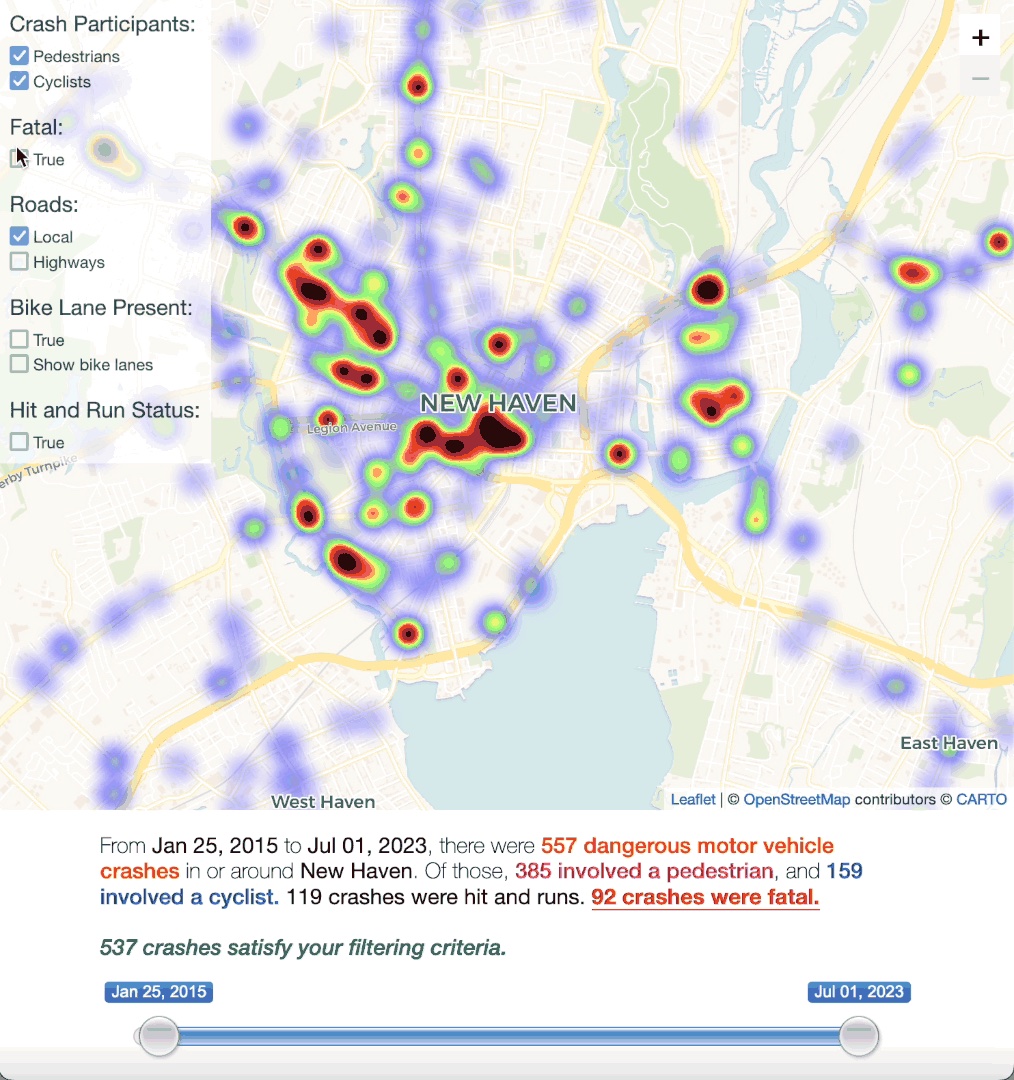 Crash Participants:
Pedestrians
Cyclists
Fatal:
True
Roads:
Local
Highways
Bike Lane Present:
True
Show bike lanes
Hit and Run Status:
True
+
−
NEW HAVEN
Legion Avenue
erby Turnpike
East Haven
West Haven
Leaflet | © OpenStreetMap contributors © CARTO
From Jan 25, 2015 to Jul 01, 2023, there were 557 dangerous motor vehicle
crashes in or around New Haven. Of those, 385 involved a pedestrian, and 159
involved a cyclist. 119 crashes were hit and runs. 92 crashes were fatal.
537 crashes satisfy your filtering criteria.
Jan 25, 2015
Jul 01, 2023